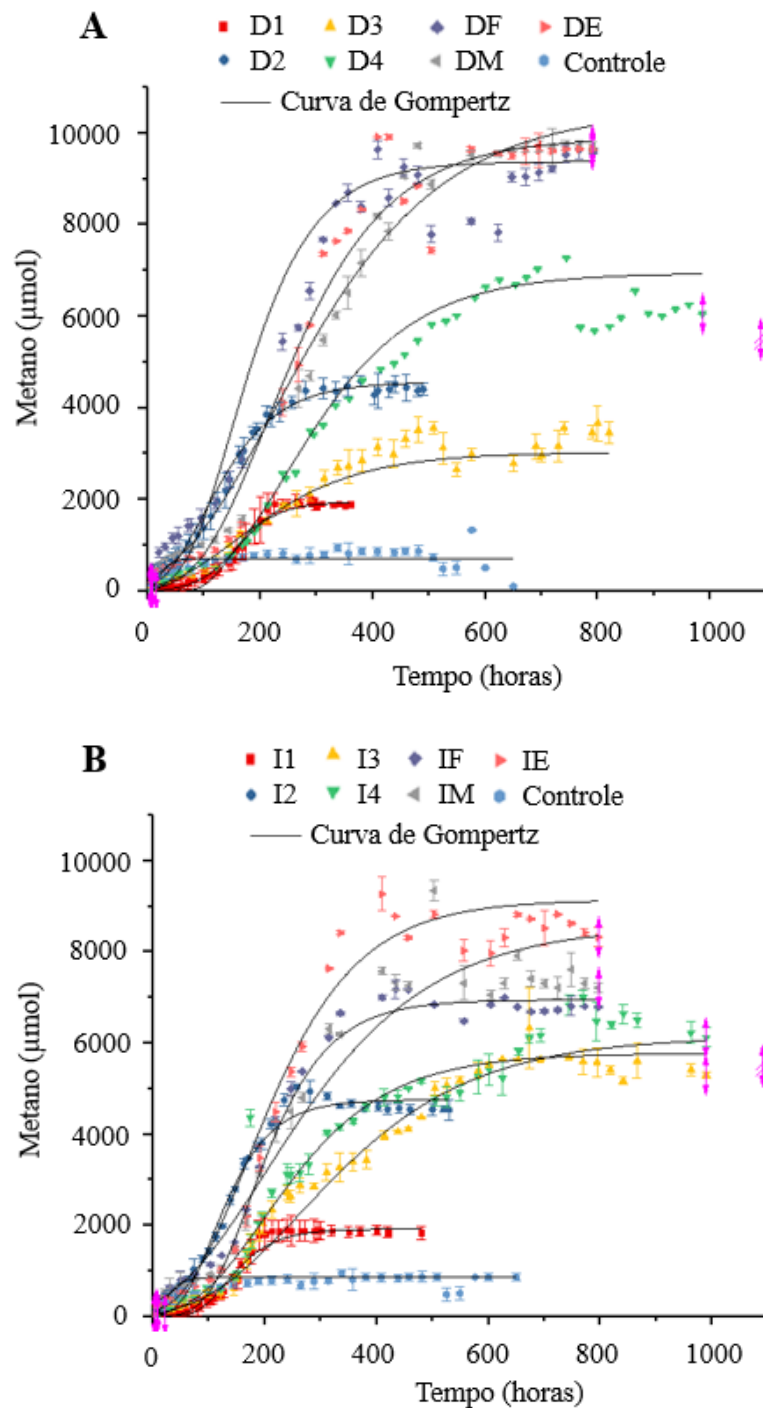 A
D1 D3 DF DE
D2 D4 DM Controle
Curva de Gompertz
10000
8000
6000
4000
2000
0
Metano (µmol)
0 200 400 600 800 1000
Tempo (horas)
B
I1 I3 IF IE
I2 I4 IM Controle
Curva de Gompertz
10000
8000
6000
4000
2000
0
Metano (µmol)
0 200 400 600 800 1000
Tempo (horas)